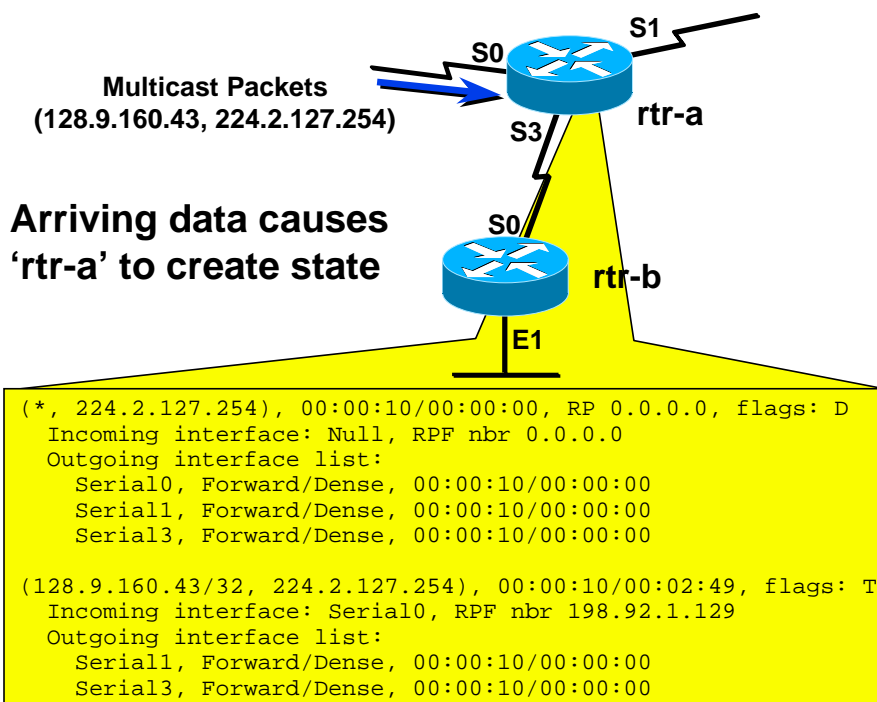 S1
S0
Multicast Packets
(128.9.160.43, 224.2.127.254)
rtr-a
S3
Arriving data causes
‘rtr-a’ to create state
S0
rtr-b
E1
(*, 224.2.127.254), 00:00:10/00:00:00, RP 0.0.0.0, flags: D
Incoming interface: Null, RPF nbr 0.0.0.0
Outgoing interface list:
Serial0, Forward/Dense, 00:00:10/00:00:00
Serial1, Forward/Dense, 00:00:10/00:00:00
Serial3, Forward/Dense, 00:00:10/00:00:00
(128.9.160.43/32, 224.2.127.254), 00:00:10/00:02:49, flags: T
Incoming interface: Serial0, RPF nbr 198.92.1.129
Outgoing interface list:
Serial1, Forward/Dense, 00:00:10/00:00:00
Serial3, Forward/Dense, 00:00:10/00:00:00